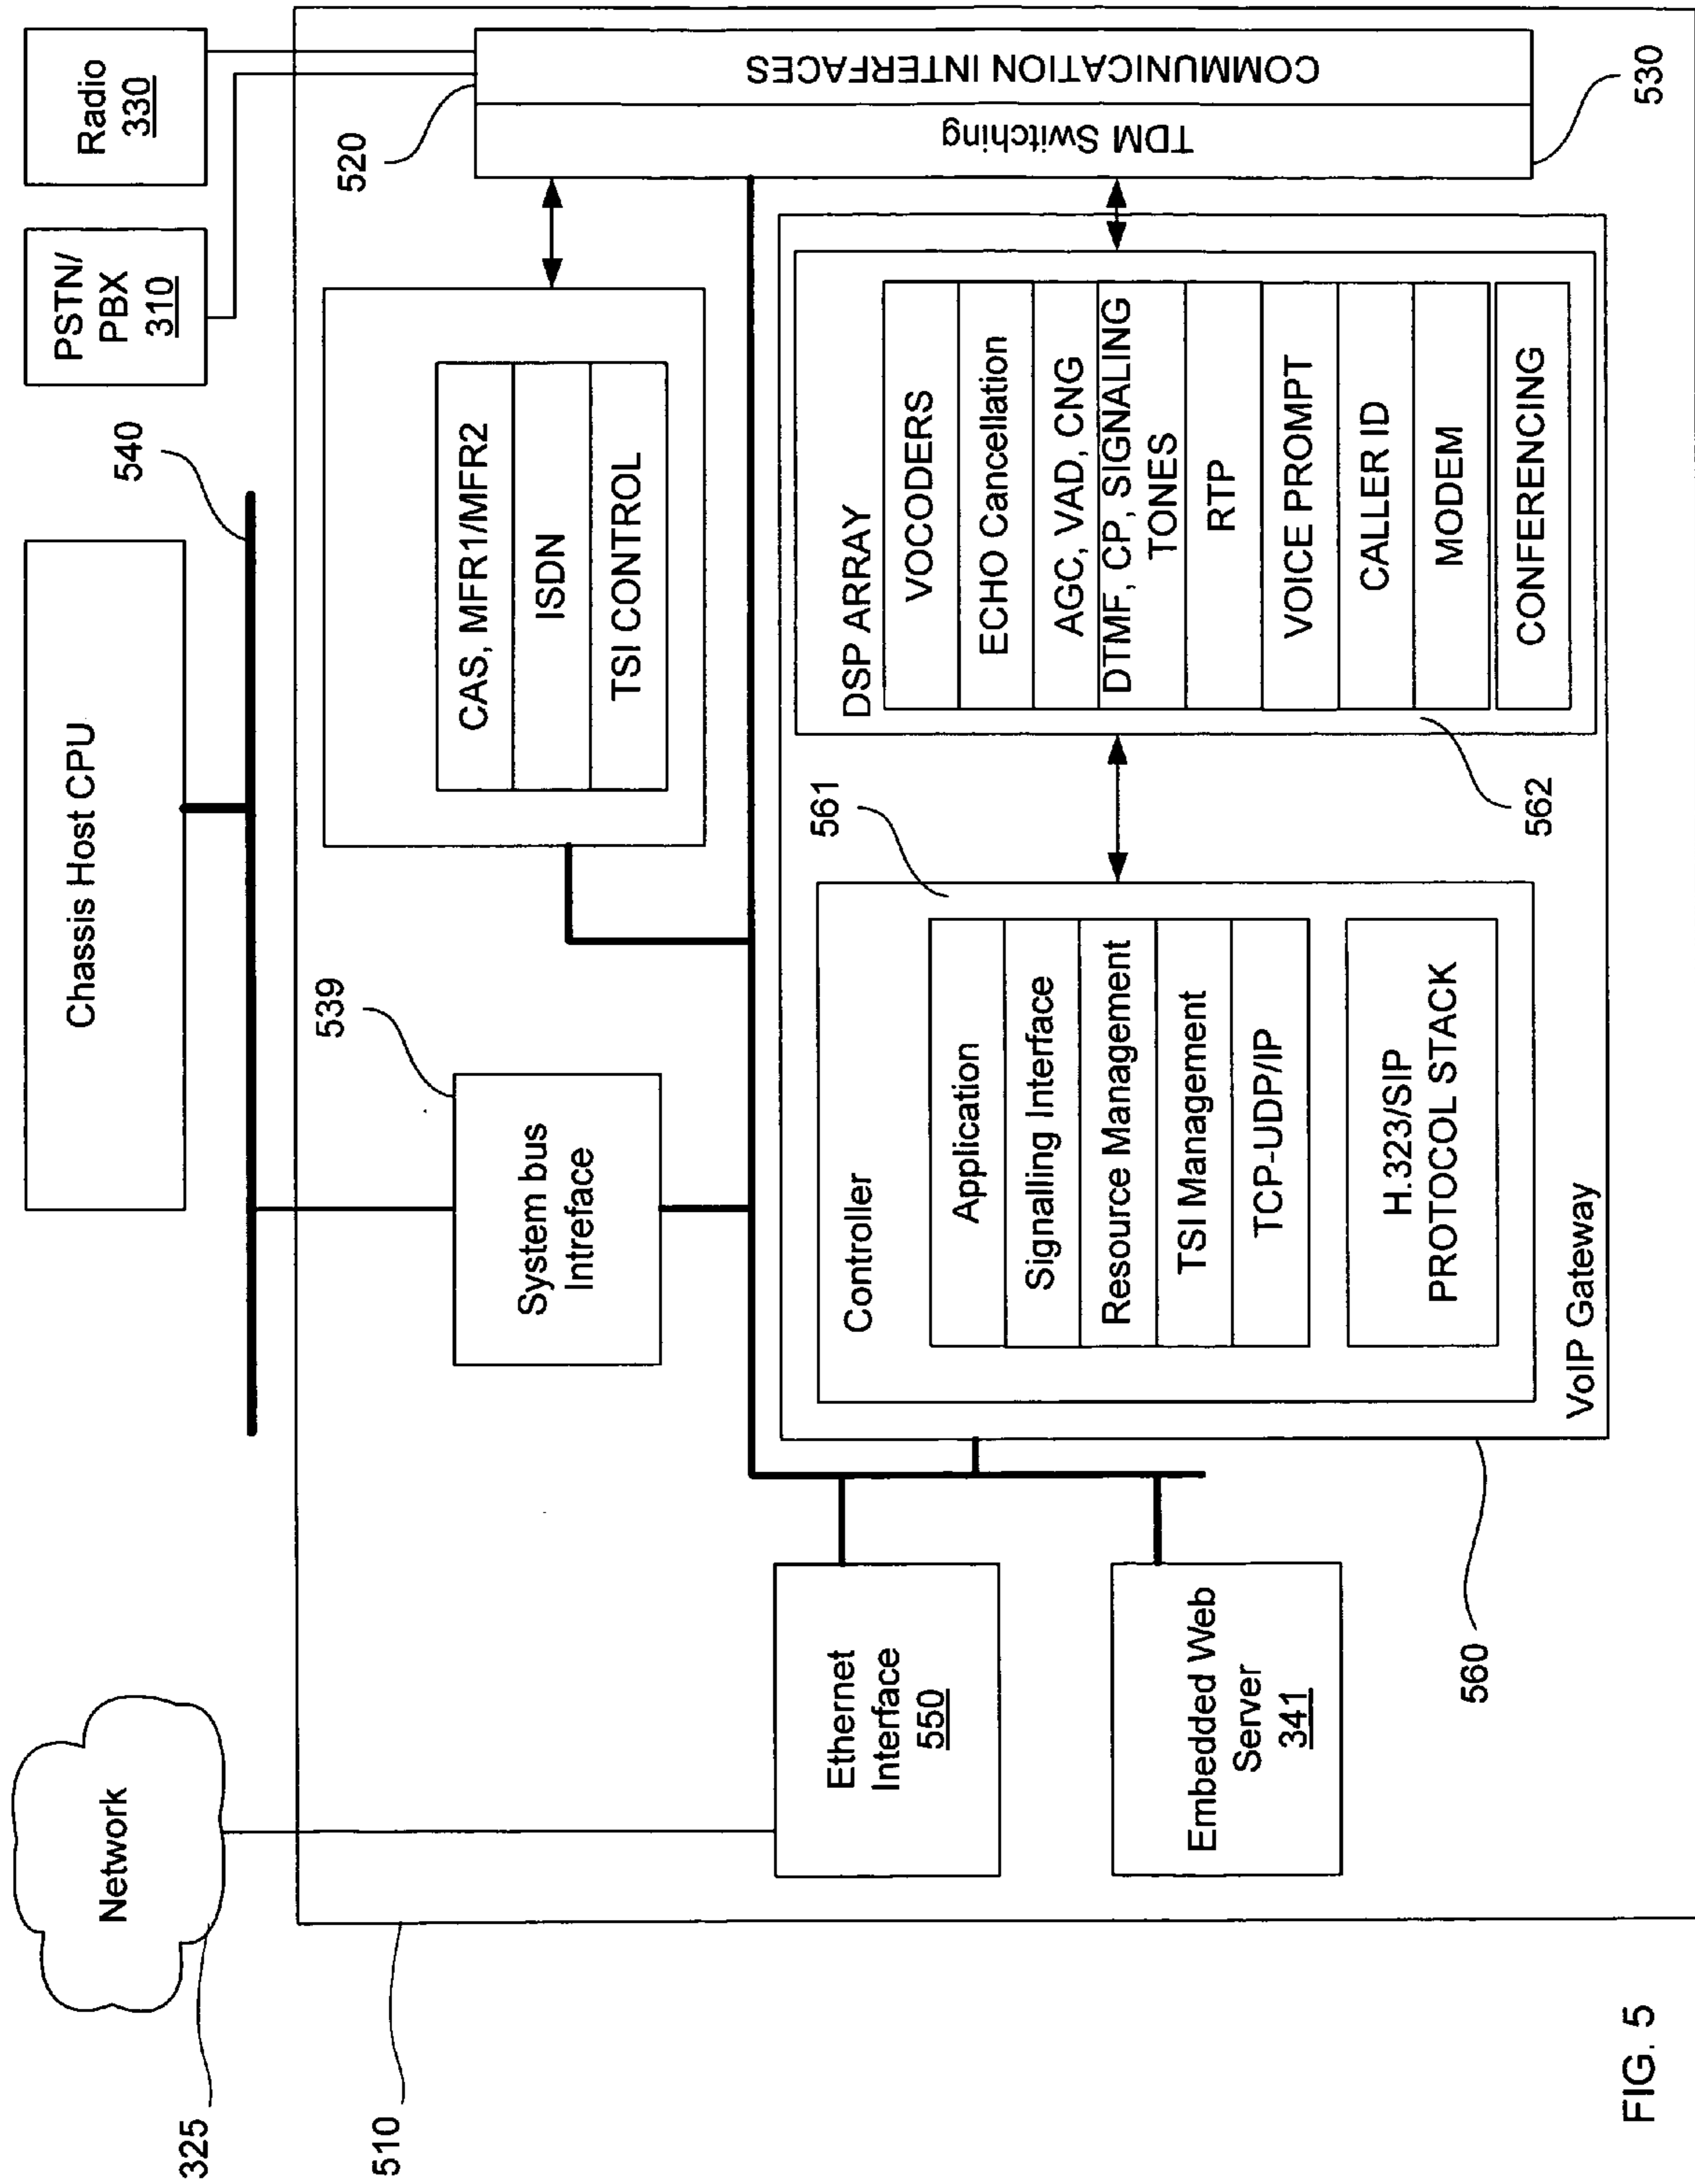 Network
325
510
Chassis Host CPU
540
PSTN/
PBX
310
Radio
330
539
System bus
Intreface
CAS, MFR1/MFR2
ISDN
TSI CONTROL
520
TDM Switching
COMMUNICATION INTERFACES
530
Ethernet
Interface
550
Embedded Web
Server
341
560
Controller
561
Application
Signalling Interface
Resource Management
TSI Management
TCP-UDP/IP
H.323/SIP
PROTOCOL STACK
VoIP Gateway
DSP ARRAY
VOCODERS
ECHO Cancellation
AGC, VAD, CNG
DTMF, CP, SIGNALING
TONES
RTP
VOICE PROMPT
CALLER ID
MODEM
CONFERENCING
562
FIG. 5